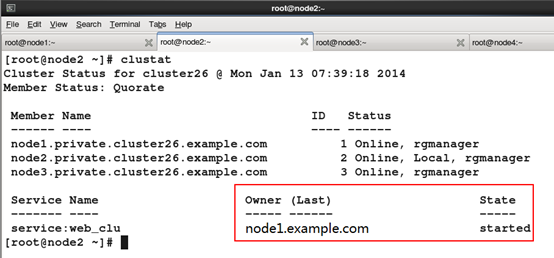 root@node2:~
File Edit View Search Terminal Tabs Help
root@node1:~ root@node2:~ root@node3:~ root@node4:~
[root@node2 ~]# clustat
Cluster Status for cluster26 @ Mon Jan 13 07:39:18 2014
Member Status: Quorate
Member Name ID Status
------ ---- ---- ------
node1.private.cluster26.example.com 1 Online, rgmanager
node2.private.cluster26.example.com 2 Online, Local, rgmanager
node3.private.cluster26.example.com 3 Online, rgmanager
Service Name Owner (Last) State
------- ---- ----- ------ -----
service:web_clu node1.example.com started
[root@node2 ~]#